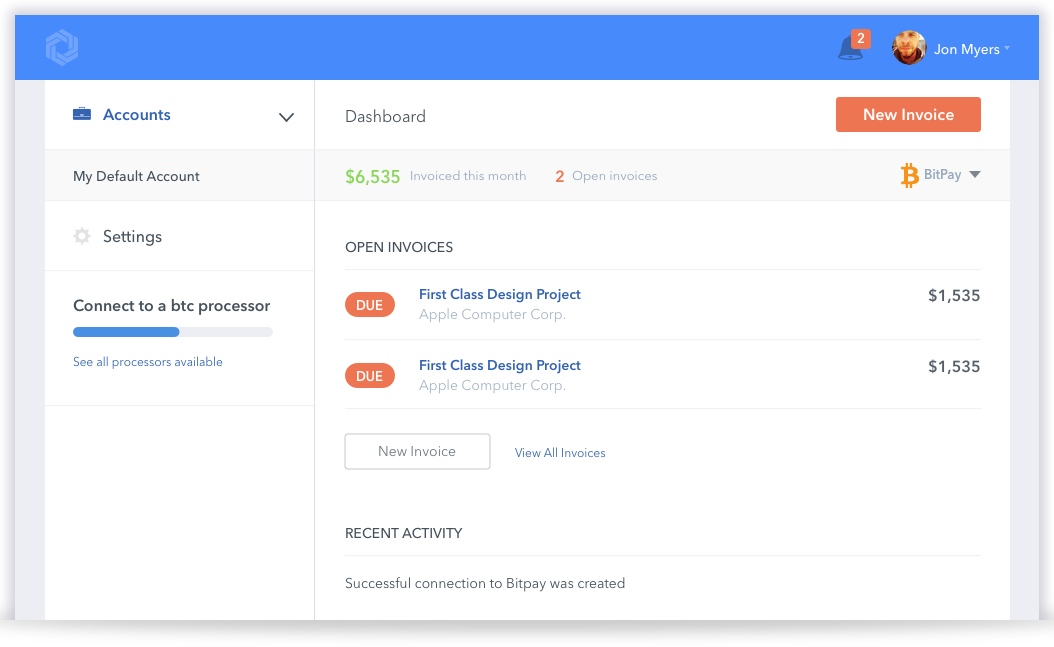 2
Jon Myers
Accounts
Dashboard
New Invoice
My Default Account
$6,535 Invoiced this month 2 Open invoices
BitPay
Settings
OPEN INVOICES
Connect to a btc processor
See all processors available
DUE
First Class Design Project
$1,535
Apple Computer Corp.
DUE
First Class Design Project
$1,535
Apple Computer Corp.
New Invoice
View All Invoices
RECENT ACTIVITY
Successful connection to Bitpay was created